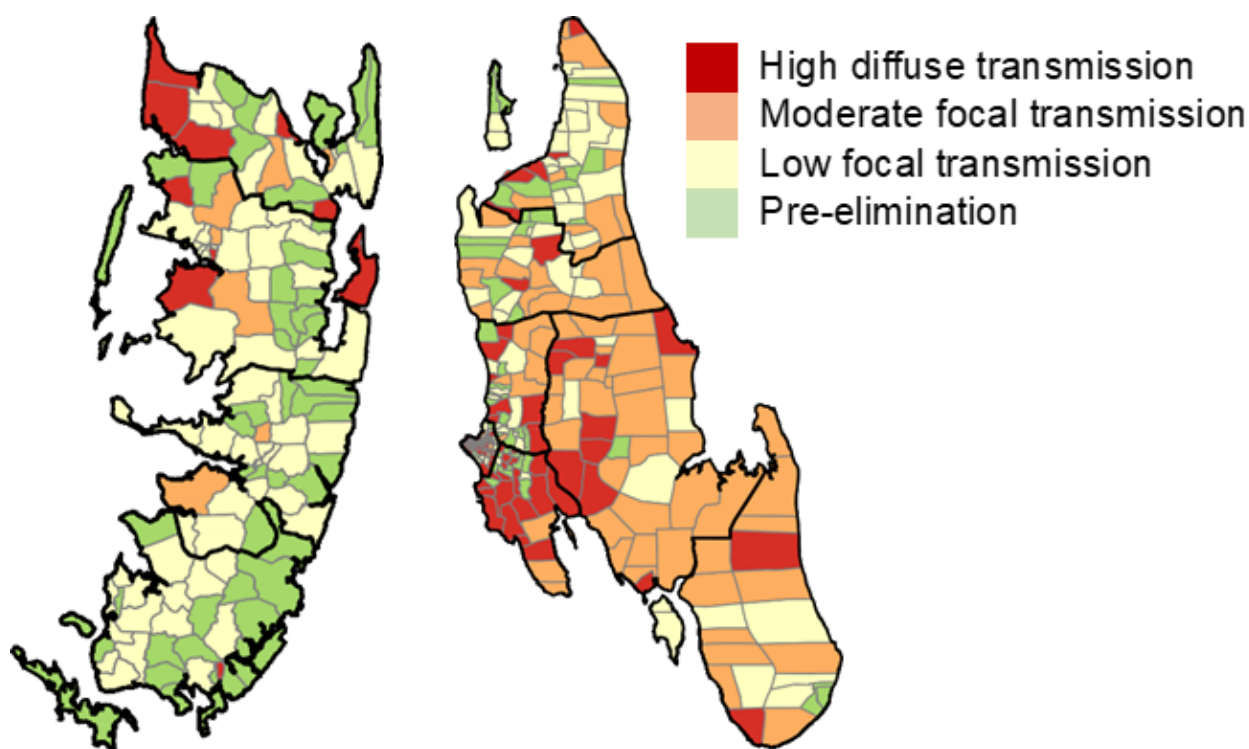 High diffuse transmission
Moderate focal transmission
Low focal transmission
Pre-elimination